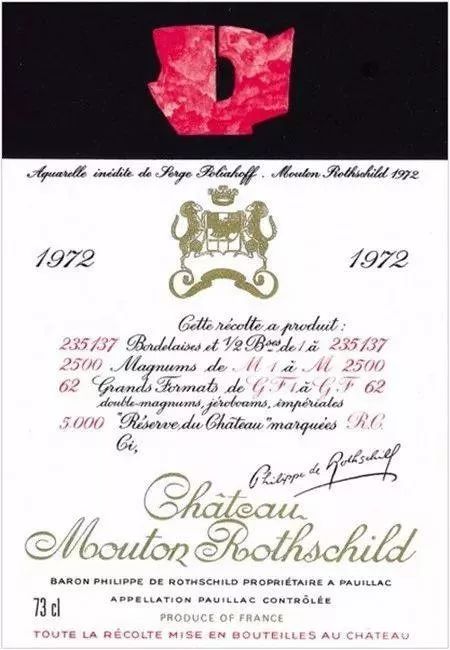 Aquarelle inédite de Serge Poliakoff . Mouton Rothschild 1972
1972 1972
Cette récolte a produit :
235137 Bordelaises et 1/2 Bses de 1 à 235137
2500 Magnums de M 1 à M 2500
62 Grands Formats de G F 1 à G F 62
double-magnums, jéroboams, impériales
5.000 "Réserve du Château" marquées R.C.
Ci,
Philippe de Rothschild
Château
Mouton Rothschild
BARON PHILIPPE DE ROTHSCHILD PROPRIÉTAIRE A PAUILLAC
APPELLATION PAUILLAC CONTRÔLÉE
73 cl
PRODUCE OF FRANCE
TOUTE LA RÉCOLTE MISE EN BOUTEILLES AU CHÂTEAU